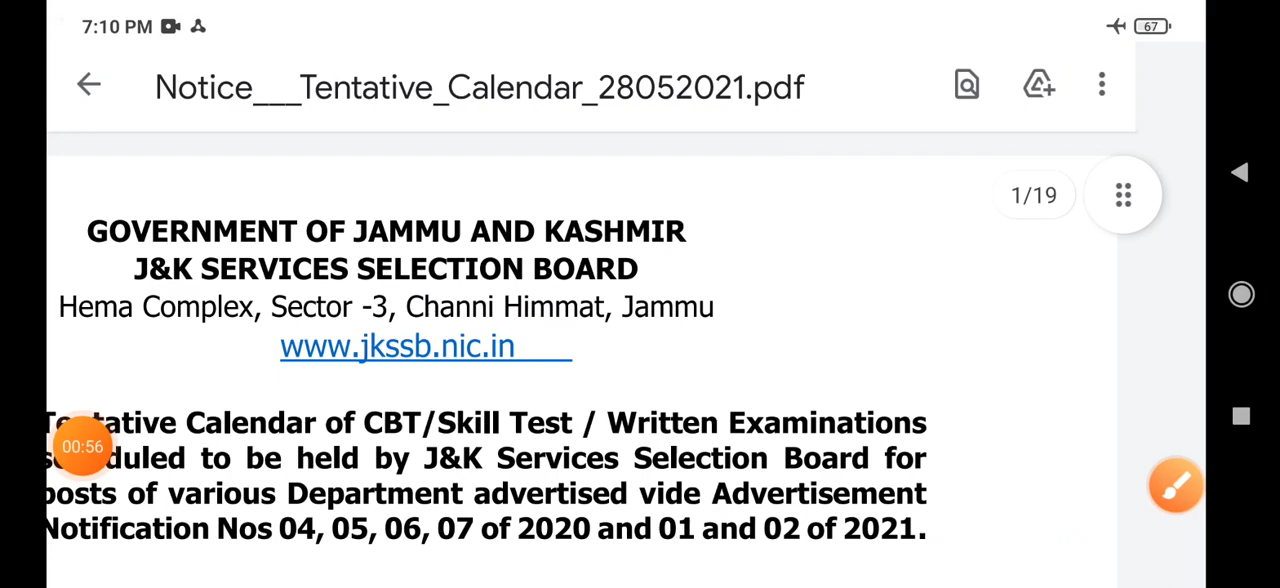 7:10 PM
67
Notice___Tentative_Calendar_28052021.pdf
1/19
GOVERNMENT OF JAMMU AND KASHMIR
J&K SERVICES SELECTION BOARD
Hema Complex, Sector -3, Channi Himmat, Jammu
www.jkssb.nic.in
Tentative Calendar of CBT/Skill Test / Written Examinations
scheduled to be held by J&K Services Selection Board for
00:56
posts of various Department advertised vide Advertisement
Notification Nos 04, 05, 06, 07 of 2020 and 01 and 02 of 2021.